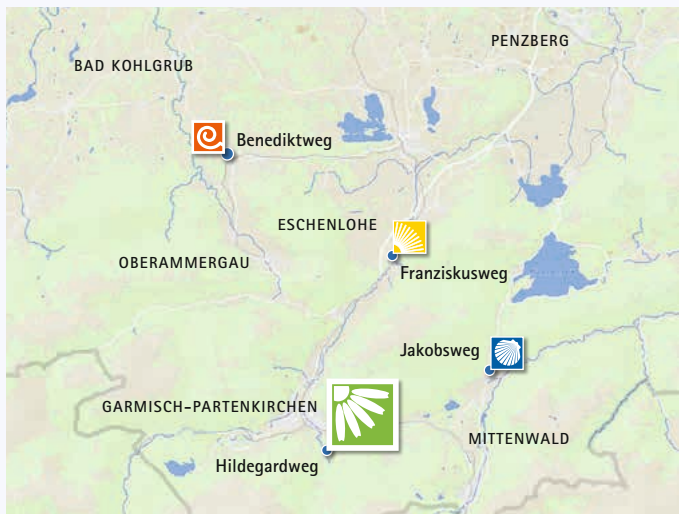 PENZBERG
BAD KOHLGRUB
Benediktweg
ESCHENLOHE
OBERAMMERGAU
Franziskusweg
Jakobsweg
GARMISCH-PARTENKIRCHEN
MITTENWALD
Hildegardweg